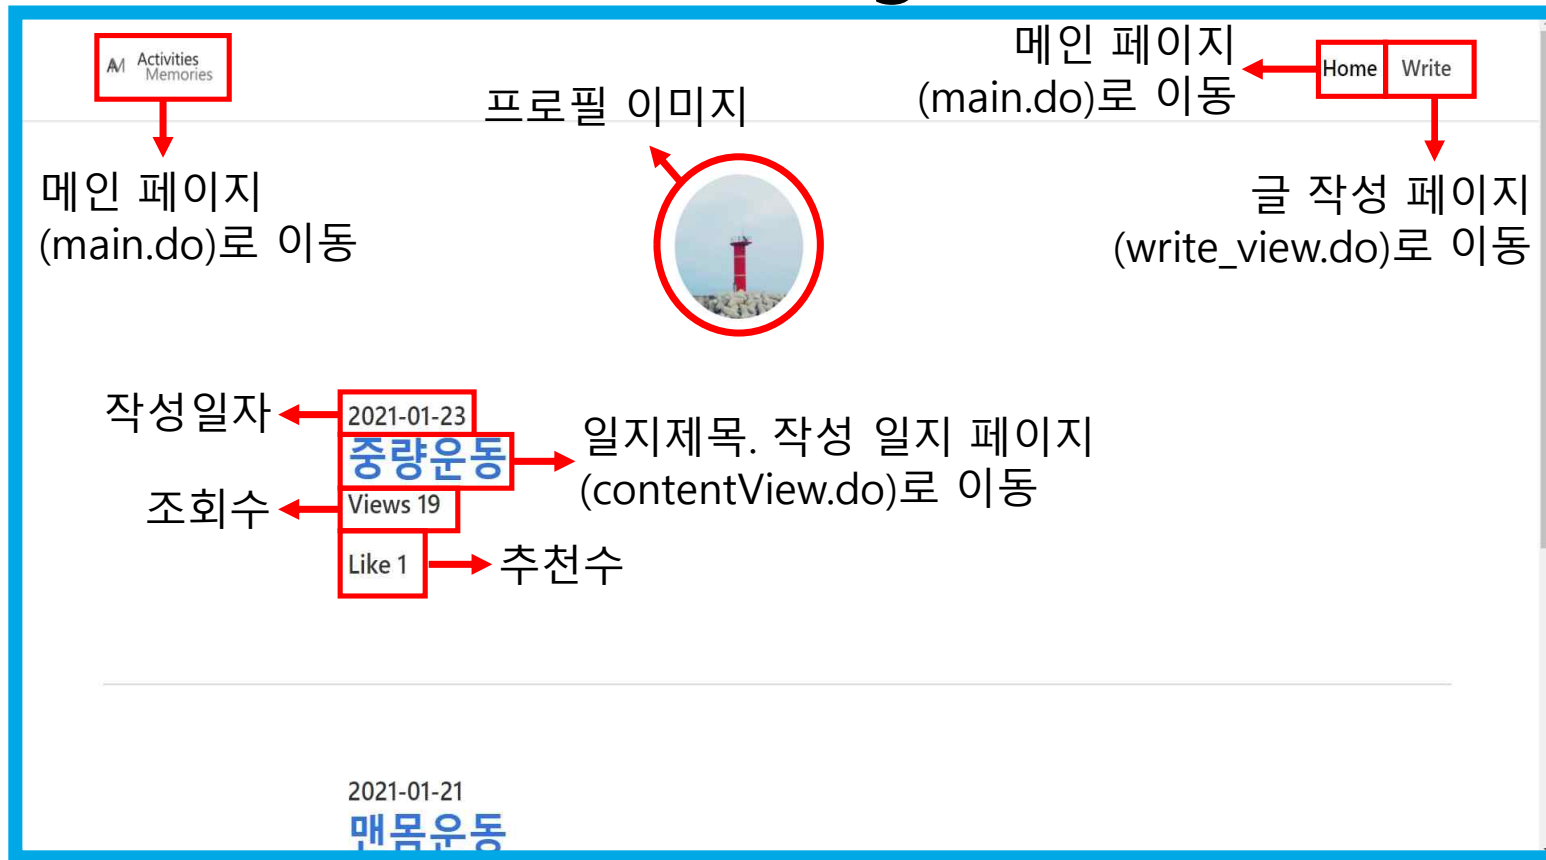 AM Activities
Memories
메인 페이지
(main.do)로 이동
Home Write
프로필 이미지
메인 페이지
(main.do)로 이동
글 작성 페이지
(write_view.do)로 이동
작성일자
2021-01-23
중량운동
일지제목. 작성 일지 페이지
(contentView.do)로 이동
조회수
Views 19
Like 1
추천수
2021-01-21
맨몸운동